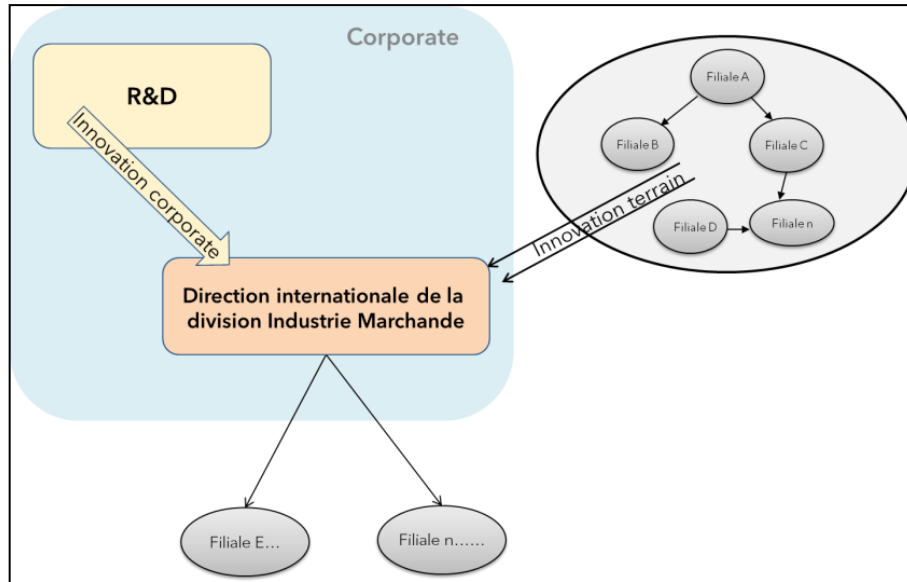 Corporate
R&D
Innovation corporate
Filiale A
Filiale B
Filiale C
Innovation terrain
Filiale D
Filiale n
Direction internationale de la
division Industrie Marchande
Filiale E...
Filiale n......